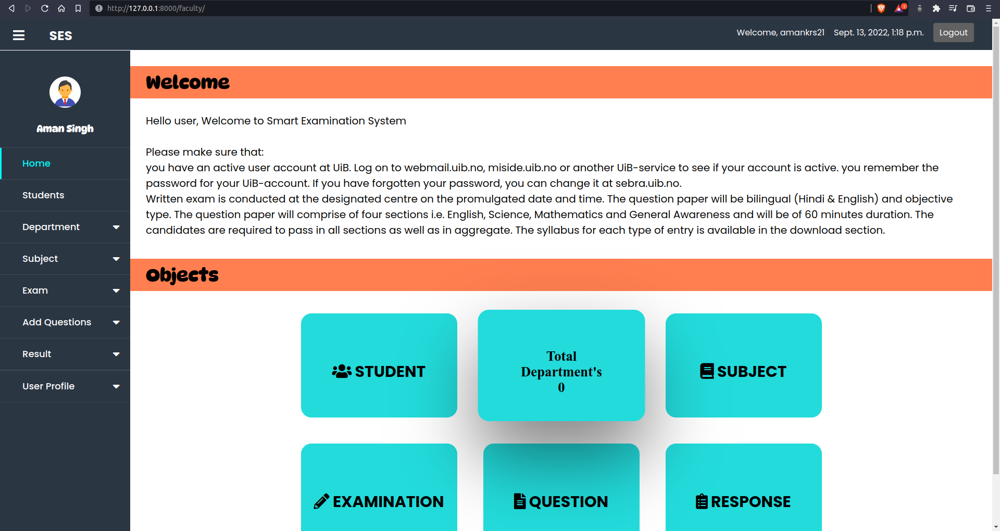 http://127.0.0.1:8000/faculty/
1
SES
Welcome, amankrs21 Sept. 13, 2022, 1:18 p.m. Logout
Aman Singh
Home
Students
Department
Subject
Exam
Add Questions
Result
User Profile
Welcome
Hello user, Welcome to Smart Examination System
Please make sure that:
you have an active user account at UiB. Log on to webmail.uib.no, miside.uib.no or another UiB-service to see if your account is active. you remember the
password for your UiB-account. If you have forgotten your password, you can change it at sebra.uib.no.
Written exam is conducted at the designated centre on the promulgated date and time. The question paper will be bilingual (Hindi & English) and objective
type. The question paper will comprise of four sections i.e. English, Science, Mathematics and General Awareness and will be of 60 minutes duration. The
candidates are required to pass in all sections as well as in aggregate. The syllabus for each type of entry is available in the download section.
Objects
STUDENT
Total
Department's
0
SUBJECT
EXAMINATION
QUESTION
RESPONSE